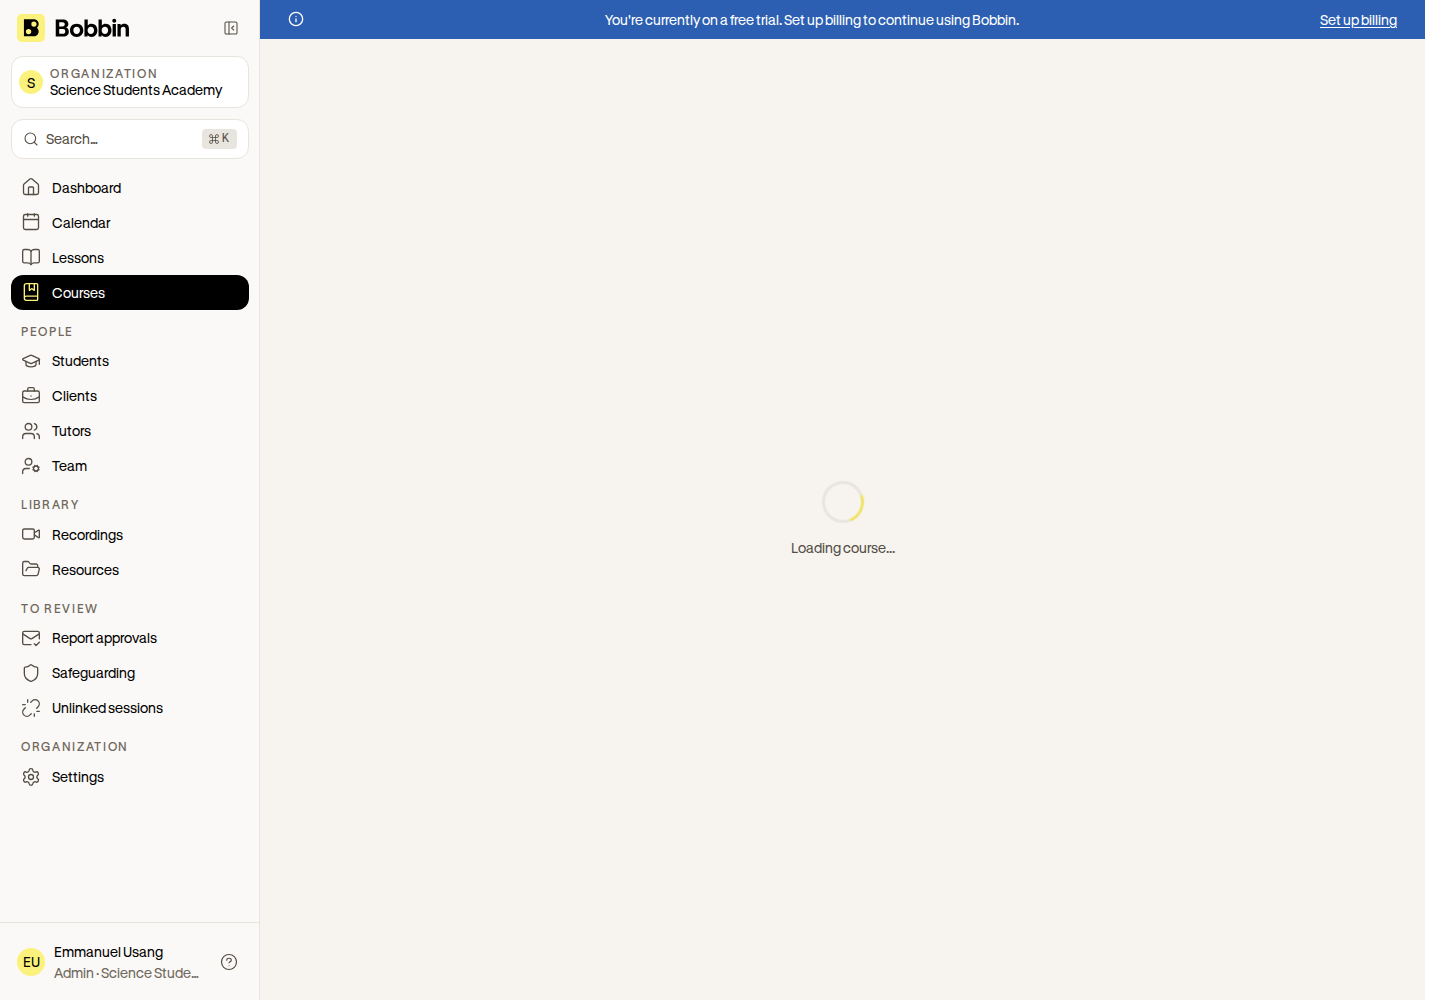 Bobbin
ORGANIZATION
S
Science Students Academy
Search...
⌘ K
Dashboard
Calendar
Lessons
Courses
PEOPLE
Students
Clients
Tutors
Team
LIBRARY
Recordings
Resources
TO REVIEW
Report approvals
Safeguarding
Unlinked sessions
ORGANIZATION
Settings
EU
Emmanuel Usang
Admin · Science Stude...
You're currently on a free trial. Set up billing to continue using Bobbin.
Set up billing
Loading course...